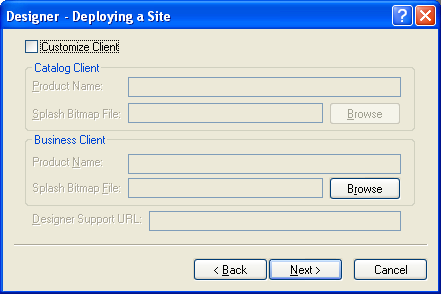 Designer - Deploying a Site
Customize Client
Catalog Client
Product Name:
Splash Bitmap File: Browse
Business Client
Product Name:
Splash Bitmap File: Browse
Designer Support URL:
< Back Next > Cancel